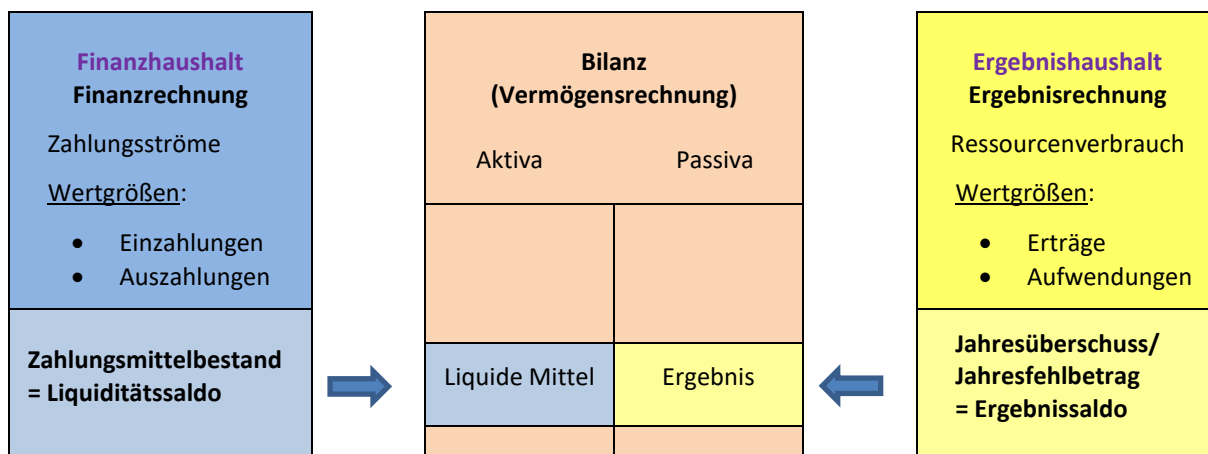 Finanzhaushalt
Finanzrechnung
Zahlungsströme
Wertgrößen:
• Einzahlungen
• Auszahlungen
Zahlungsmittelbestand
= Liquiditätssaldo
Bilanz
(Vermögensrechnung)
Aktiva Passiva
Liquide Mittel Ergebnis
Ergebnishaushalt
Ergebnisrechnung
Ressourcenverbrauch
Wertgrößen:
• Erträge
• Aufwendungen
Jahresüberschuss/
Jahresfehlbetrag
= Ergebnissaldo